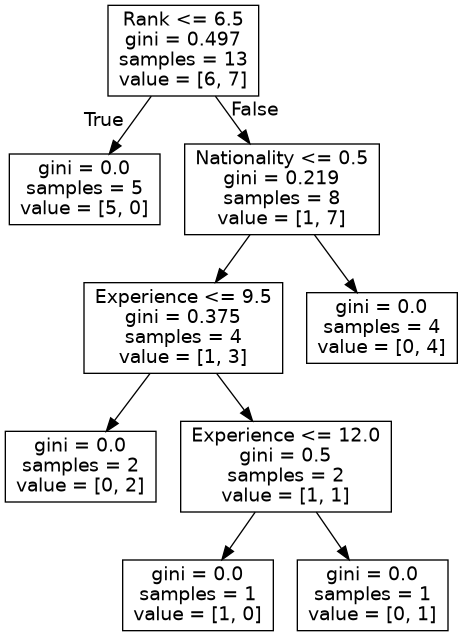 Rank <= 6.5
gini = 0.497
samples = 13
value = [6, 7]
True
False
gini = 0.0
samples = 5
value = [5, 0]
Nationality <= 0.5
gini = 0.219
samples = 8
value = [1, 7]
Experience <= 9.5
gini = 0.375
samples = 4
value = [1, 3]
gini = 0.0
samples = 4
value = [0, 4]
gini = 0.0
samples = 2
value = [0, 2]
Experience <= 12.0
gini = 0.5
samples = 2
value = [1, 1]
gini = 0.0
samples = 1
value = [1, 0]
gini = 0.0
samples = 1
value = [0, 1]